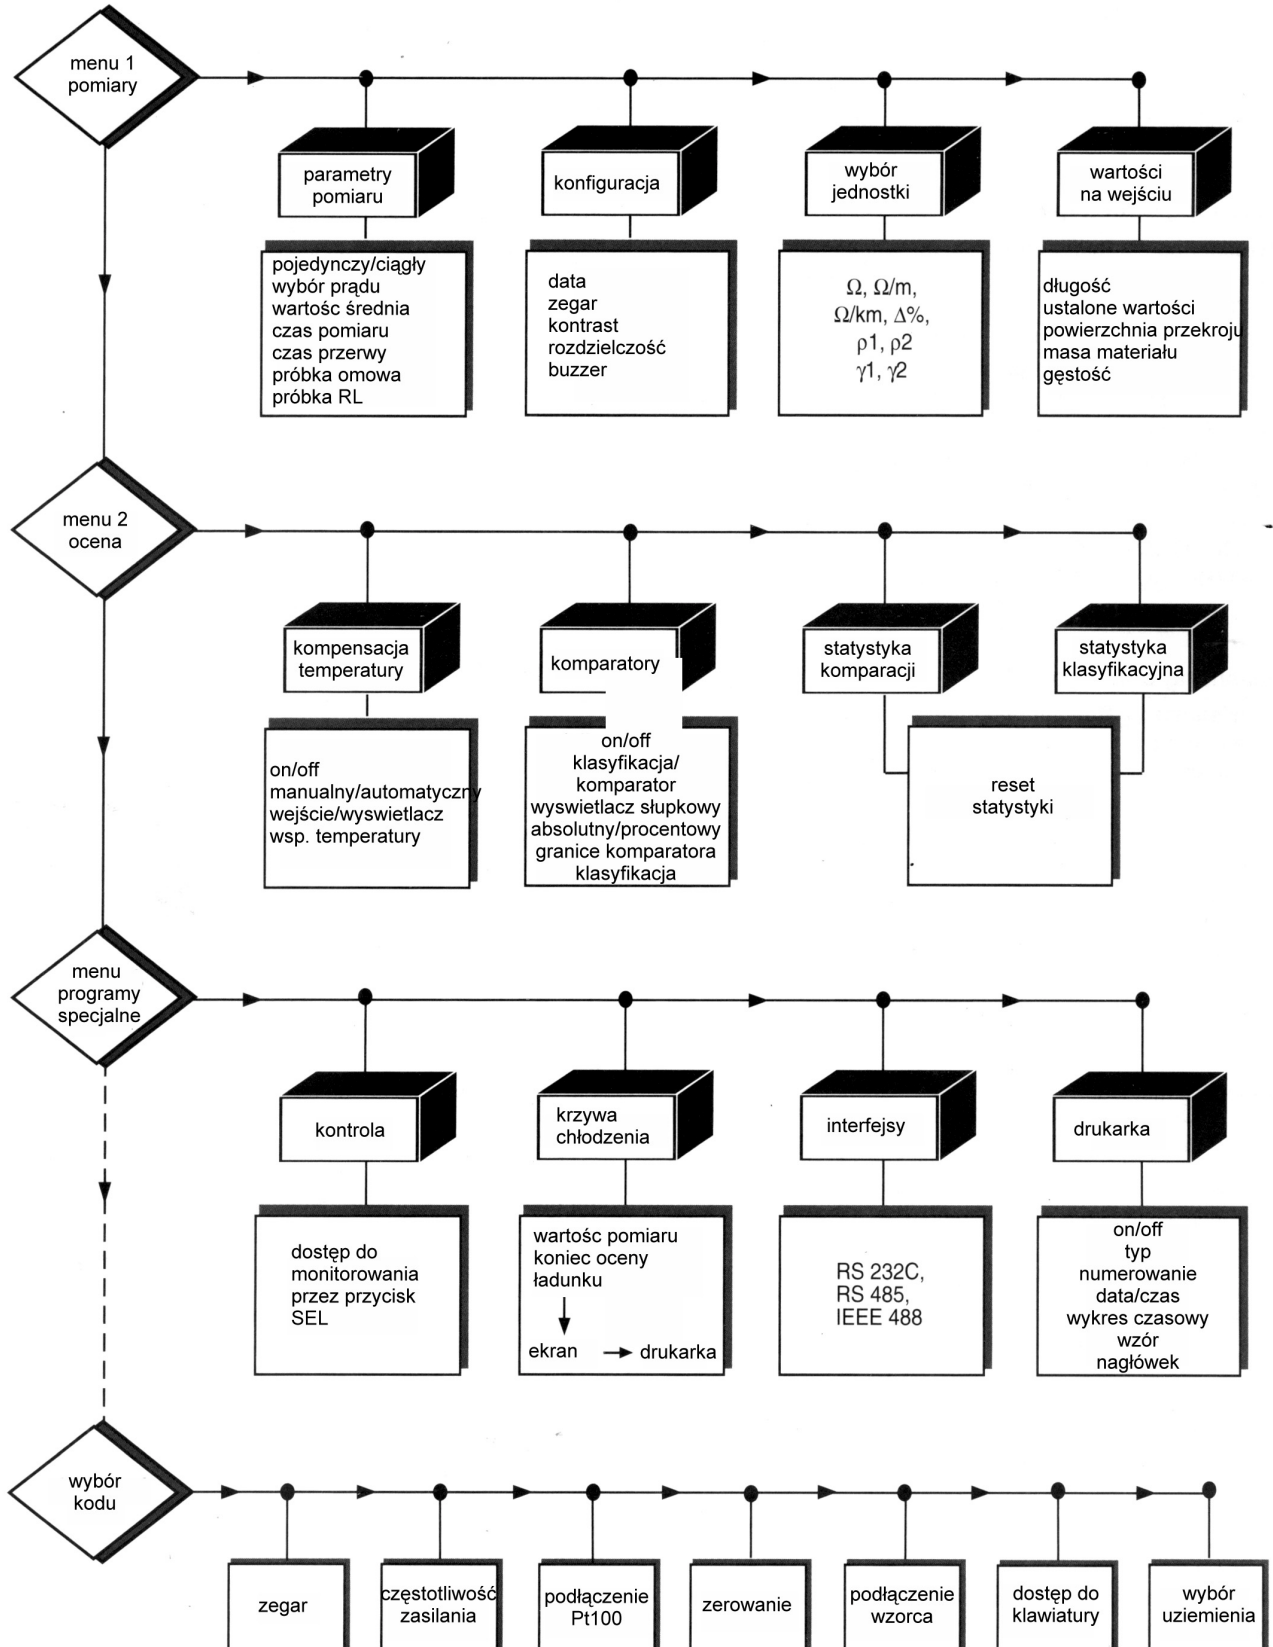 menu 1
pomiary
parametry
pomiaru
konfiguracja
wybór
jednostki
wartości
na wejściu
pojedynczy/ciągły
wybór prądu
wartośc średnia
czas pomiaru
czas przerwy
próbka omowa
próbka RL
data
zegar
kontrast
rozdzielczość
buzzer
Ω, Ω/m,
Ω/km, Δ%,
ρ1, ρ2
γ1, γ2
długość
ustalone wartości
powierzchnia przekroju
masa materiału
gęstość
menu 2
ocena
kompensacja
temperatury
komparatory
statystyka
komparacji
statystyka
klasyfikacyjna
on/off
manualny/automatyczny
wejście/wyswietlacz
wsp. temperatury
on/off
klasyfikacja/
komparator
wyswietlacz słupkowy
absolutny/procentowy
granice komparatora
klasyfikacja
reset
statystyki
menu
programy
specjalne
kontrola
krzywa
chłodzenia
interfejsy
drukarka
dostęp do
monitorowania
przez przycisk
SEL
wartośc pomiaru
koniec oceny
ładunku
ekran
drukarka
RS 232C,
RS 485,
IEEE 488
on/off
typ
numerowanie
data/czas
wykres czasowy
wzór
nagłówek
wybór
kodu
zegar
częstotliwość
zasilania
podłączenie
Pt100
zerowanie
podłączenie
wzorca
dostęp do
klawiatury
wybór
uziemienia